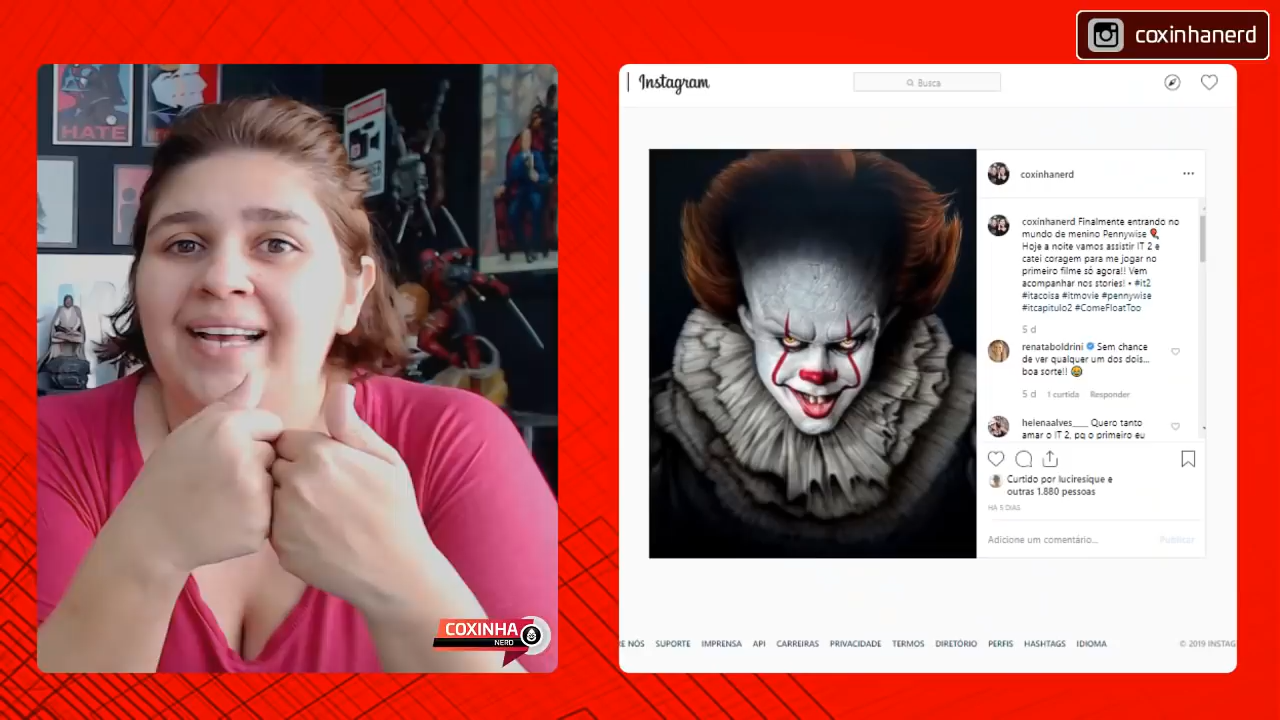 coxinhanerd
HATE
COXINHA
NERD
Instagram
Busca
coxinhanerd
coxinhanerd Finalmente entrando no
mundo de menino Pennywise
Hoje a noite vamos assistir IT 2 e
catei coragem para me jogar no
primeiro filme só agora!! Vem
acompanhar nos stories! • #it2
#itacoisa #itmovie #pennywise
#itcapitulo2 #ComeFloatToo
5 d
renataboldrini Sem chance
de ver qualquer um dos dois...
boa sorte!! 😂
5 d 1 curtida Responder
helenaalves___ Quero tanto
amar o IT 2, pq o primeiro eu
Curtido por luciresique e
outras 1.880 pessoas
HÁ 5 DIAS
Adicione um comentário... Publicar
RE NÓS SUPORTE IMPRENSA API CARREIRAS PRIVACIDADE TERMOS DIRETÓRIO PERFIS HASHTAGS IDIOMA © 2019 INSTAG